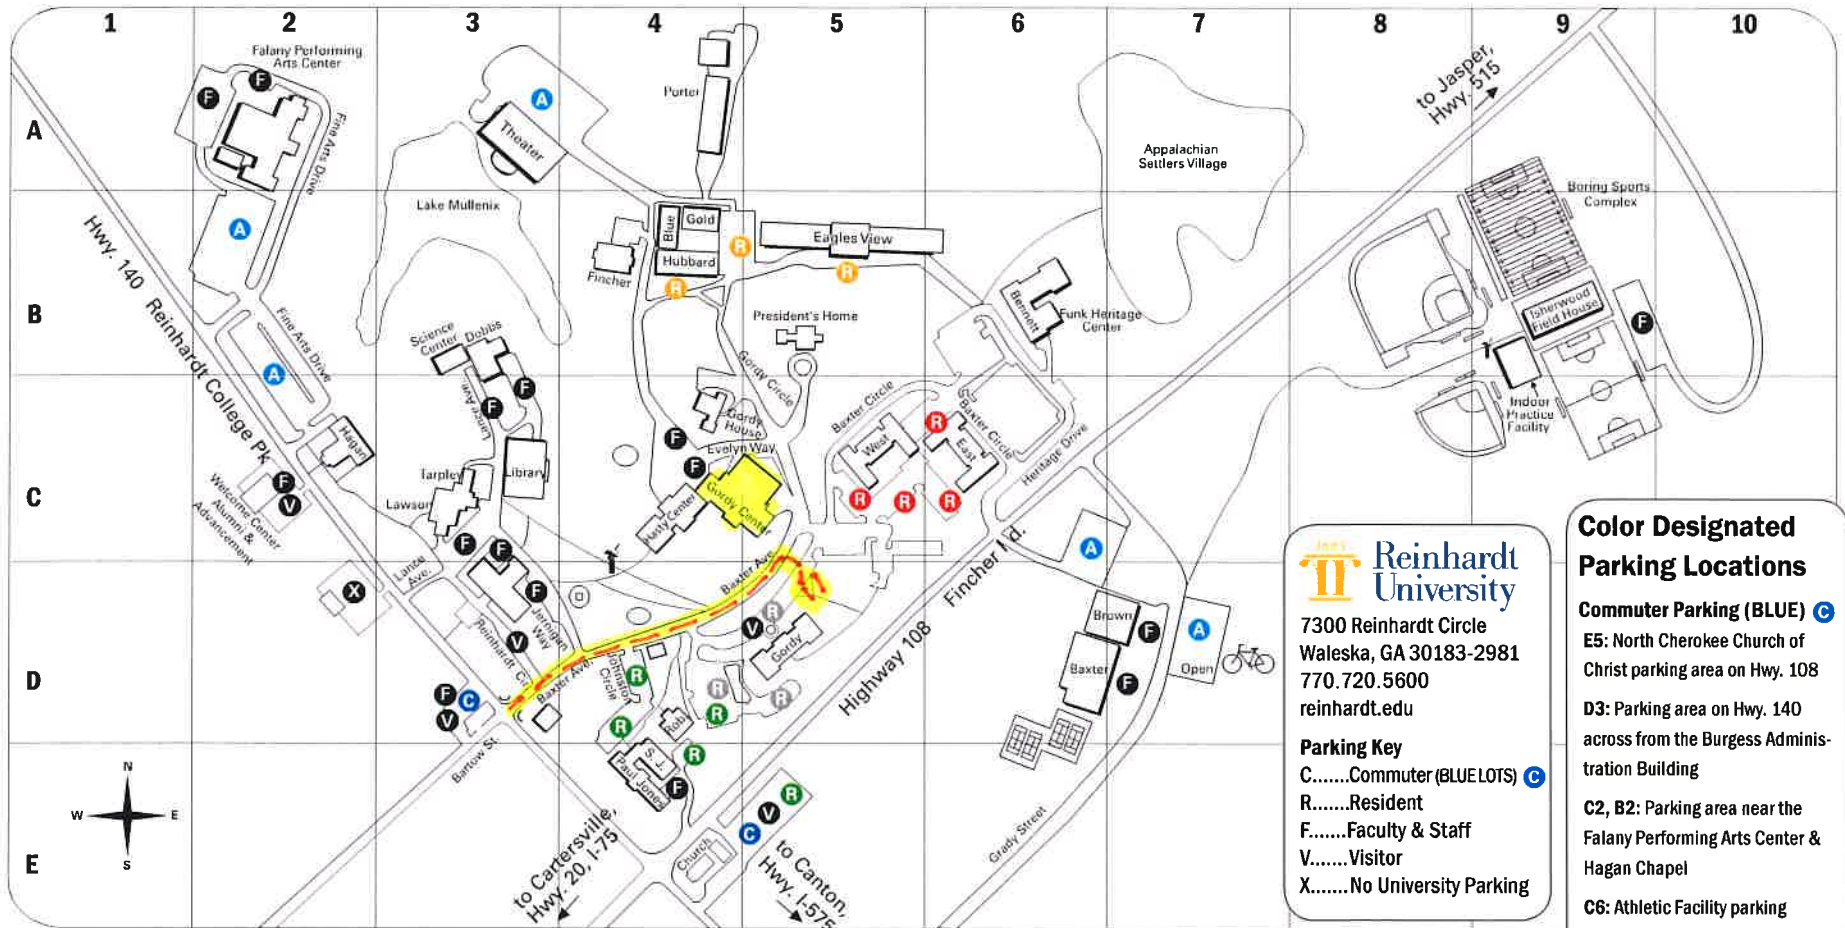 1 2 3 4 5 6 7 8 9 10
A
B
C
D
E
Falany Performing
Arts Center
F
F
Fine Arts Drive
A
Theater
A
Porter
Appalachian
Settlers Village
to Jasper,
Hwy. 515
Boring Sports
Complex
Lake Mullenix
Blue
Gold
Hubbard
Fincher
R
R
Eagles View
R
Hwy. 140 Reinhardt College Pk
Fine Arts Drive
A
Science
Center
Dobbs
F
F
Lance Ave.
President's Home
Gordy Circle
Bennett
Funk Heritage
Center
Isherwood
Field House
F
Indoor
Practice
Facility
Hagan
Welcome Center
Alumni &
Advancement
F
V
Tarpley
Lawson
Library
F
F
F
Gordy
House
Evelyn Way
F
F
Gordy Center
Hasty Center
Baxter Circle
West
East
Baxter Circle
R
R
R
R
Heritage Drive
Fincher Rd.
A
Lance
Ave.
X
Reinhardt
Cir.
V
Jernigan
Way
Baxter Ave.
Baxter Ave.
Johnston
Circle
R
R
R
R
V
R
Gordy
R
R
Highway 108
Brown
F
Baxter
F
A
Open
F
C
V
Bartow St.
Robi
S. J.
Paul Jones
F
R
V
C
Church
Grady Street
to Cartersville,
Hwy. 20, I-75
to Canton,
Hwy. I-575
N
W
E
S
Reinhardt
University
7300 Reinhardt Circle
Waleska, GA 30183-2981
770.720.5600
reinhardt.edu
Parking Key
C.......Commuter (BLUE LOTS) C
R.......Resident
F.......Faculty & Staff
V.......Visitor
X.......No University Parking
Color Designated
Parking Locations
Commuter Parking (BLUE) C
E5: North Cherokee Church of
Christ parking area on Hwy. 108
D3: Parking area on Hwy. 140
across from the Burgess Adminis-
tration Building
C2, B2: Parking area near the
Falany Performing Arts Center &
Hagan Chapel
C6: Athletic Facility parking